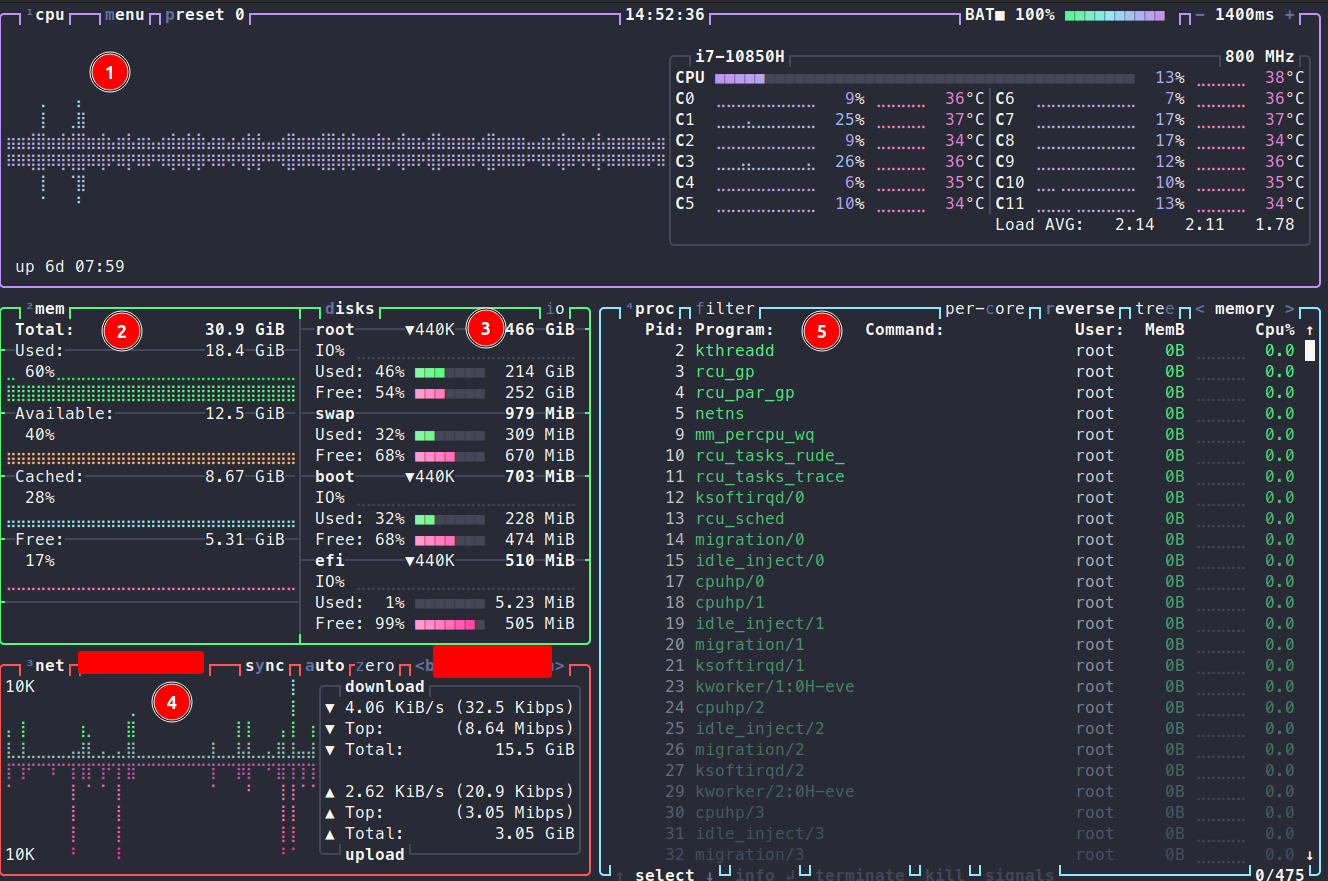 ¹cpu menu preset 0 14:52:36 BAT■ 100% - 1400ms +
1
i7-10850H 800 MHz
CPU 13% 38°C
C0 9% 36°C C6 7% 36°C
C1 25% 37°C C7 17% 37°C
C2 9% 34°C C8 17% 34°C
C3 26% 36°C C9 12% 36°C
C4 6% 35°C C10 10% 35°C
C5 10% 34°C C11 13% 34°C
Load AVG: 2.14 2.11 1.78
up 6d 07:59
²mem
2
Total: 30.9 GiB
Used: 18.4 GiB
60%
Available: 12.5 GiB
40%
Cached: 8.67 GiB
28%
Free: 5.31 GiB
17%
disks io
3
root ▼440K 466 GiB
IO%
Used: 46% 214 GiB
Free: 54% 252 GiB
swap 979 MiB
Used: 32% 309 MiB
Free: 68% 670 MiB
boot ▼440K 703 MiB
IO%
Used: 32% 228 MiB
Free: 68% 474 MiB
efi ▼440K 510 MiB
IO%
Used: 1% 5.23 MiB
Free: 99% 505 MiB
³net sync auto zero <b >
10K
4
download
▼ 4.06 KiB/s (32.5 Kibps)
▼ Top: (8.64 Mibps)
▼ Total: 15.5 GiB
▲ 2.62 KiB/s (20.9 Kibps)
▲ Top: (3.05 Mibps)
▲ Total: 3.05 GiB
upload
10K
⁴proc filter per-core reverse tree < memory >
5
Pid: Program: Command: User: MemB Cpu% ↑
2 kthreadd root 0B 0.0
3 rcu_gp root 0B 0.0
4 rcu_par_gp root 0B 0.0
5 netns root 0B 0.0
9 mm_percpu_wq root 0B 0.0
10 rcu_tasks_rude_ root 0B 0.0
11 rcu_tasks_trace root 0B 0.0
12 ksoftirqd/0 root 0B 0.0
13 rcu_sched root 0B 0.0
14 migration/0 root 0B 0.0
15 idle_inject/0 root 0B 0.0
17 cpuhp/0 root 0B 0.0
18 cpuhp/1 root 0B 0.0
19 idle_inject/1 root 0B 0.0
20 migration/1 root 0B 0.0
21 ksoftirqd/1 root 0B 0.0
23 kworker/1:0H-eve root 0B 0.0
24 cpuhp/2 root 0B 0.0
25 idle_inject/2 root 0B 0.0
26 migration/2 root 0B 0.0
27 ksoftirqd/2 root 0B 0.0
29 kworker/2:0H-eve root 0B 0.0
30 cpuhp/3 root 0B 0.0
31 idle_inject/3 root 0B 0.0
32 migration/3 root 0B 0.0 ↓
↑ select ↓ info ↲ terminate kill signals 0/475